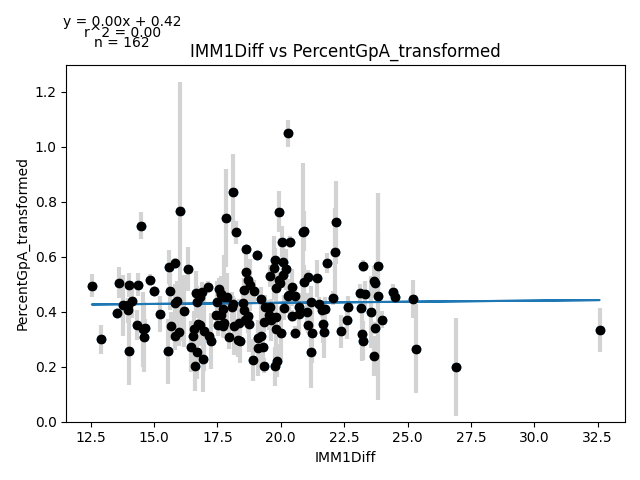 y = 0.00x + 0.42
r^2 = 0.00
n = 162
IMM1Diff vs PercentGpA_transformed
PercentGpA_transformed
1.2
1.0
0.8
0.6
0.4
0.2
0.0
12.5 15.0 17.5 20.0 22.5 25.0 27.5 30.0 32.5
IMM1Diff